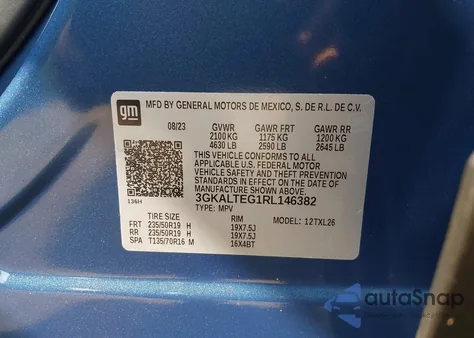 gm
MFD BY GENERAL MOTORS DE MEXICO, S. DE R.L. DE C.V.
08/23 GVWR GAWR FRT GAWR RR
2100 KG 1175 KG 1200 KG
4630 LB 2590 LB 2645 LB
THIS VEHICLE CONFORMS TO ALL
APPLICABLE U.S. FEDERAL MOTOR
VEHICLE SAFETY AND THEFT PREVENTION
STANDARDS IN EFFECT ON THE DATE OF
MANUFACTURE SHOWN ABOVE.
136H 3GKALTEG1RL146382
TYPE: MPV MODEL: 12TXL26
TIRE SIZE RIM
FRT 235/50R19 H 19X7.5J
RR 235/50R19 H 19X7.5J
SPA T135/70R16 M 16X4BT
autoSnap